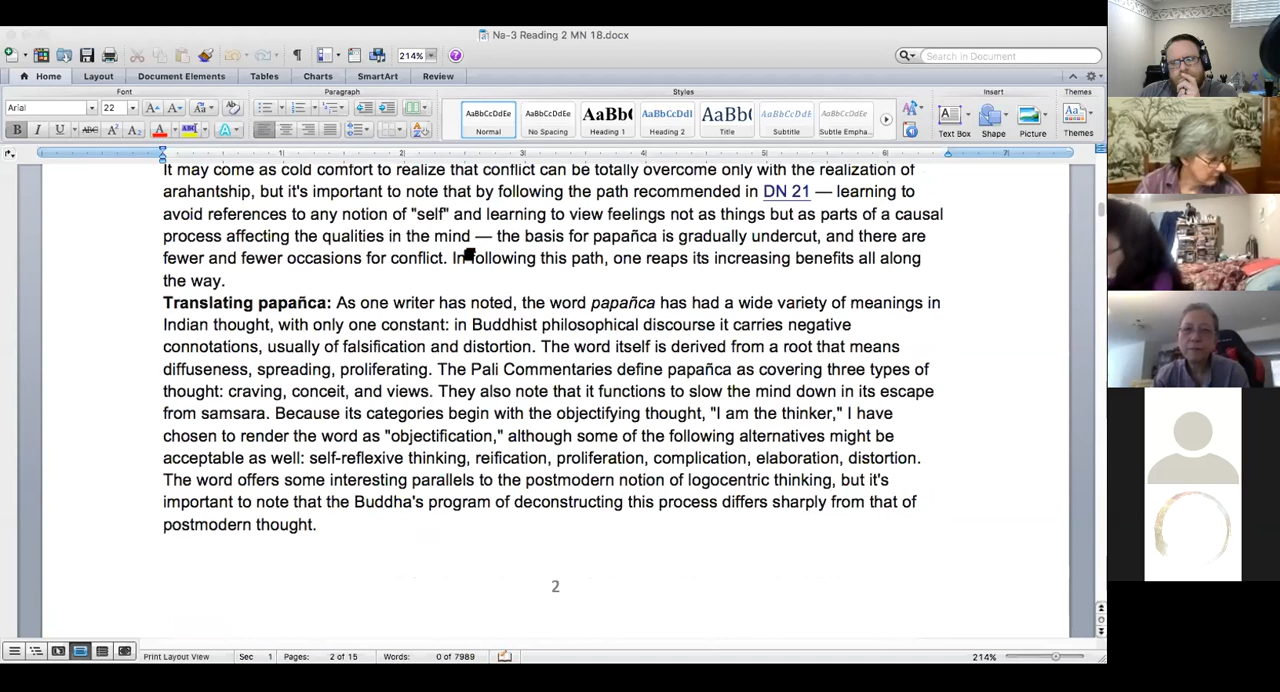 Na-3 Reading 2 MN 18.docx
214%
Search in Document
Home Layout Document Elements Tables Charts SmartArt Review
Font Paragraph Styles Insert Themes
Arial 22
AaBbCcDdEe AaBbCcDdEe AaBb( AaBbCcDdI AaBb( AaBbCcDdEe AaBbCcDdEe
Normal No Spacing Heading 1 Heading 2 Title Subtitle Subtle Empha...
Text Box Shape Picture Themes
1 2 3 4 5 6 7
It may come as cold comfort to realize that conflict can be totally overcome only with the realization of
arahantship, but it's important to note that by following the path recommended in DN 21 — learning to
avoid references to any notion of "self" and learning to view feelings not as things but as parts of a causal
process affecting the qualities in the mind — the basis for papañca is gradually undercut, and there are
fewer and fewer occasions for conflict. In following this path, one reaps its increasing benefits all along
the way.
Translating papañca: As one writer has noted, the word papañca has had a wide variety of meanings in
Indian thought, with only one constant: in Buddhist philosophical discourse it carries negative
connotations, usually of falsification and distortion. The word itself is derived from a root that means
diffuseness, spreading, proliferating. The Pali Commentaries define papañca as covering three types of
thought: craving, conceit, and views. They also note that it functions to slow the mind down in its escape
from samsara. Because its categories begin with the objectifying thought, "I am the thinker," I have
chosen to render the word as "objectification," although some of the following alternatives might be
acceptable as well: self-reflexive thinking, reification, proliferation, complication, elaboration, distortion.
The word offers some interesting parallels to the postmodern notion of logocentric thinking, but it's
important to note that the Buddha's program of deconstructing this process differs sharply from that of
postmodern thought.
2
Print Layout View Sec 1 Pages: 2 of 15 Words: 0 of 7989 214%